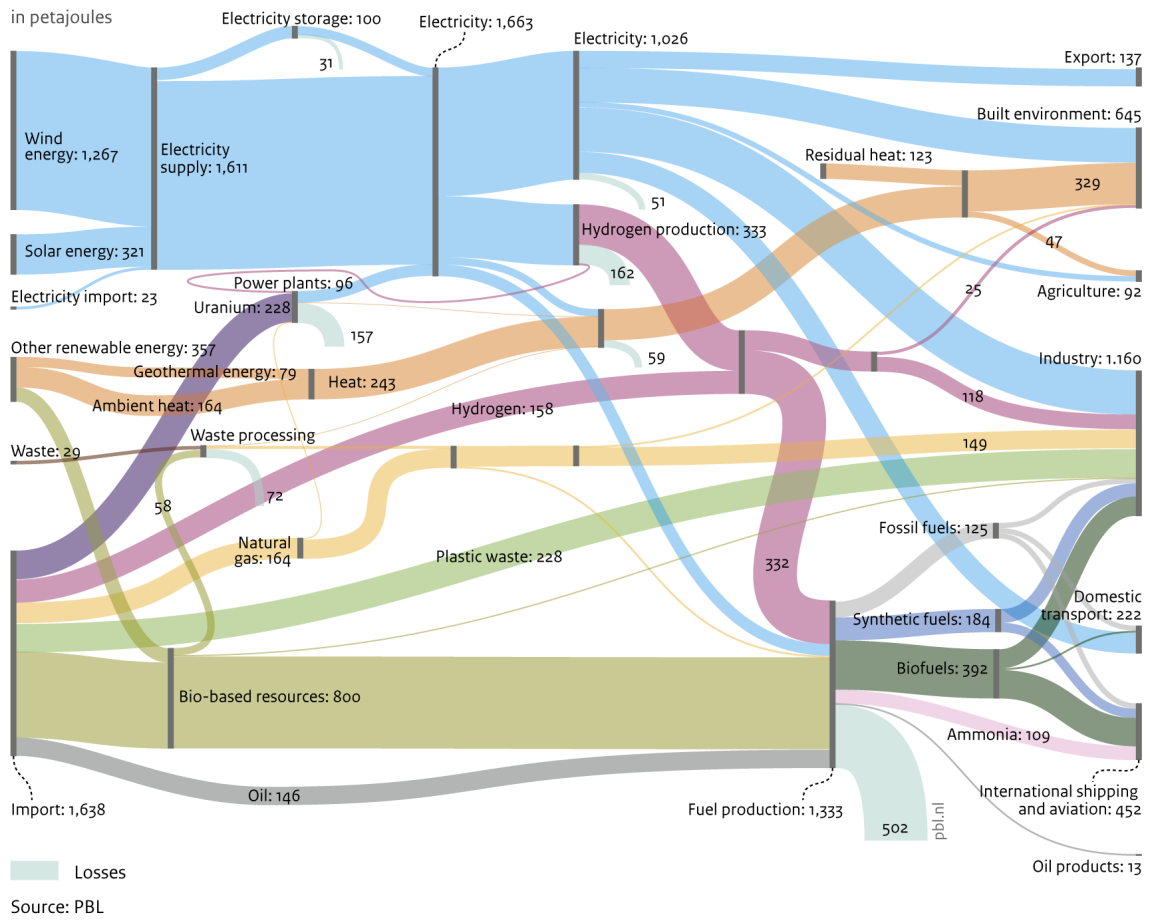 in petajoules
Electricity storage: 100
Electricity: 1,663
Electricity: 1,026
31
Export: 137
Built environment: 645
Wind
energy: 1,267
Electricity
supply: 1,611
Residual heat: 123
329
51
Hydrogen production: 333
47
Solar energy: 321
162
Power plants: 96
25
Electricity import: 23
Uranium: 228
Agriculture: 92
157
Other renewable energy: 357
59
Industry: 1.160
Geothermal energy: 79
Heat: 243
Ambient heat: 164
Hydrogen: 158
118
Waste processing
Waste: 29
149
72
58
Fossil fuels: 125
Natural
gas: 164
Plastic waste: 228
332
Domestic
transport: 222
Synthetic fuels: 184
Biofuels: 392
Bio-based resources: 800
Ammonia: 109
Oil: 146
International shipping
and aviation: 452
Import: 1,638
Fuel production: 1,333
502
pbl.nl
Oil products: 13
Losses
Source: PBL